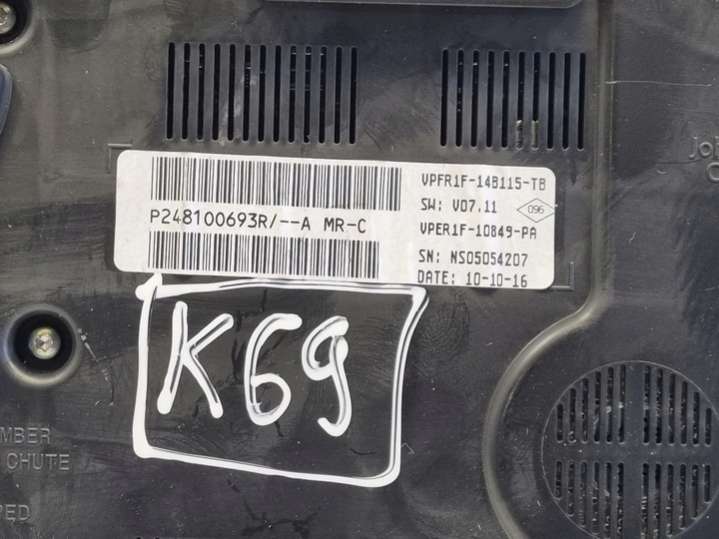 VPFR1F-14B115-TB
SW: V07.11
096
P248100693R/--A MR-C
VPER1F-10849-PA
SN: NS05054207
DATE: 10-10-16
K69
CHUTE